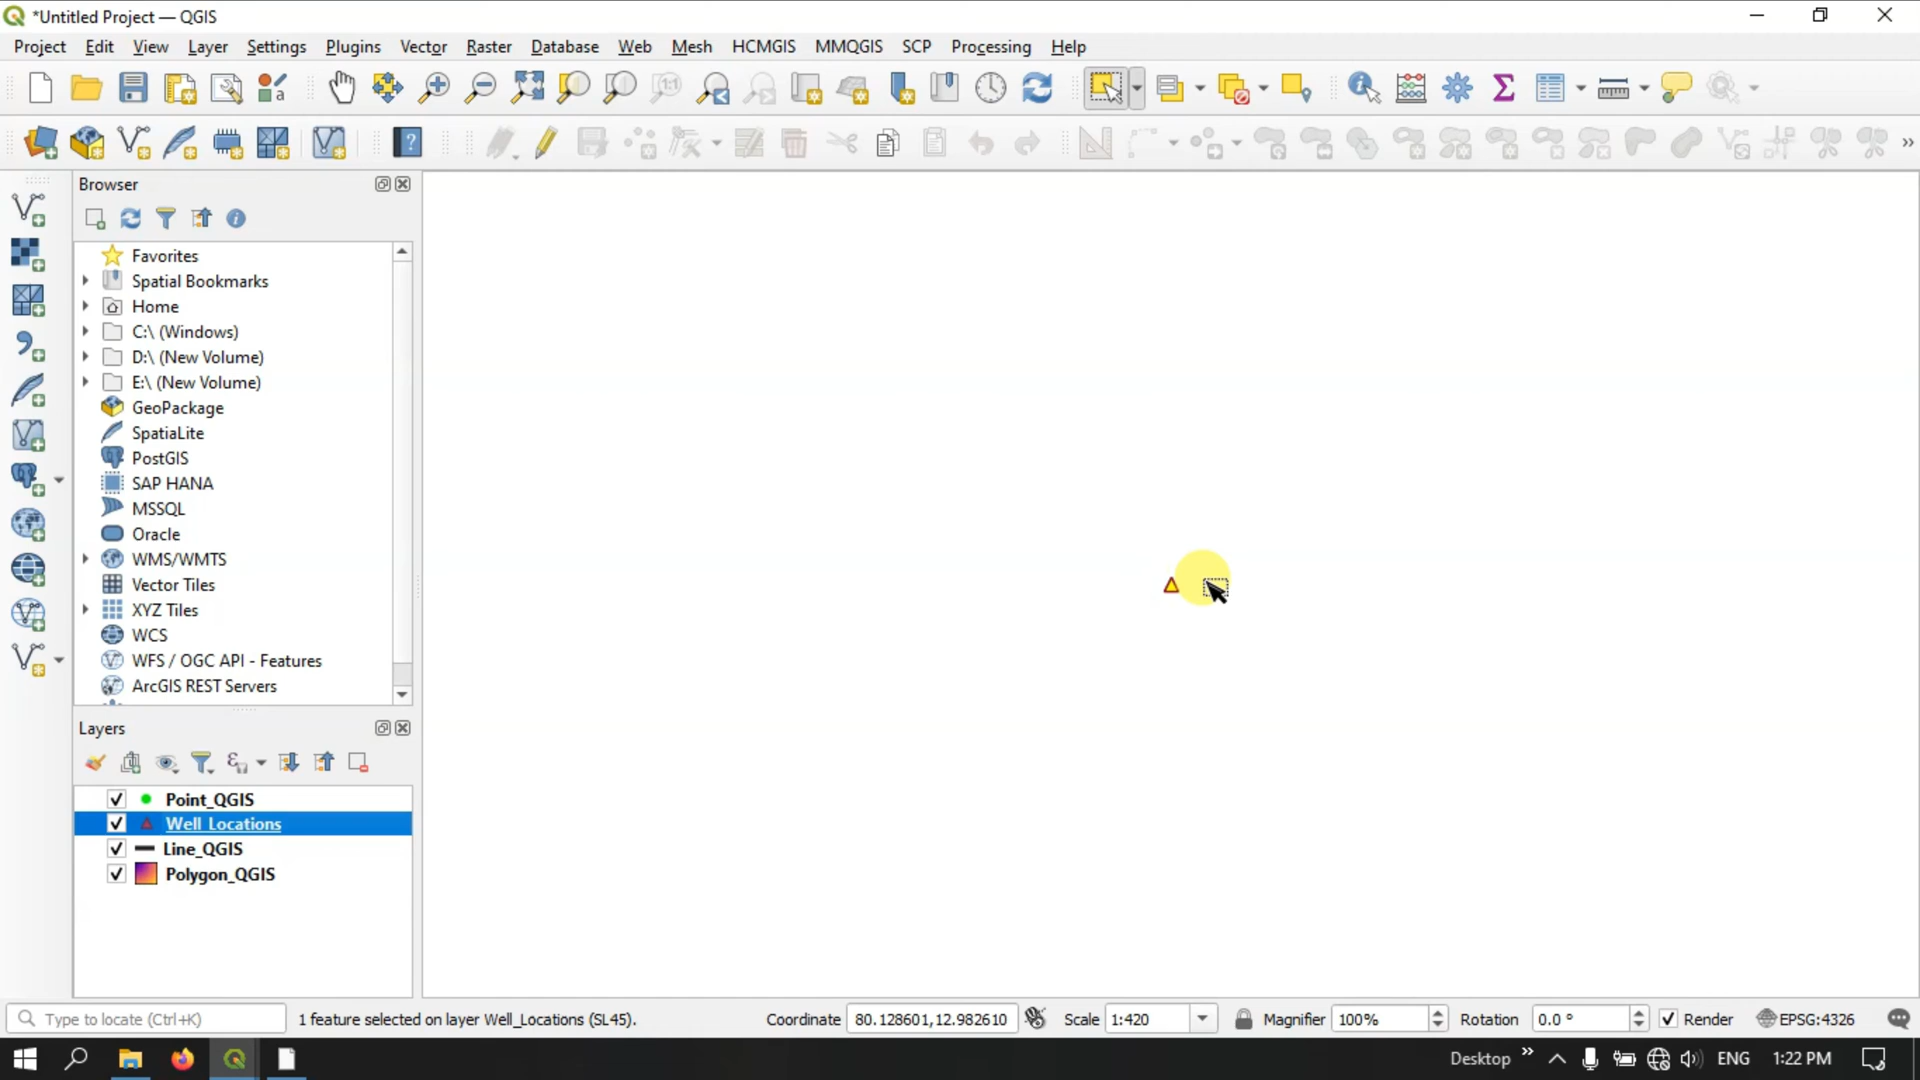 *Untitled Project — QGIS
Project Edit View Layer Settings Plugins Vector Raster Database Web Mesh HCMGIS MMQGIS SCP Processing Help
Browser
Favorites
Spatial Bookmarks
Home
C:\ (Windows)
D:\ (New Volume)
E:\ (New Volume)
GeoPackage
SpatiaLite
PostGIS
SAP HANA
MSSQL
Oracle
WMS/WMTS
Vector Tiles
XYZ Tiles
WCS
WFS / OGC API - Features
ArcGIS REST Servers
Layers
Point_QGIS
Well_Locations
Line_QGIS
Polygon_QGIS
Type to locate (Ctrl+K) 1 feature selected on layer Well_Locations (SL45). Coordinate 80.128601,12.982610 Scale 1:420 Magnifier 100% Rotation 0.0 ° Render EPSG:4326
Desktop » ENG 1:22 PM